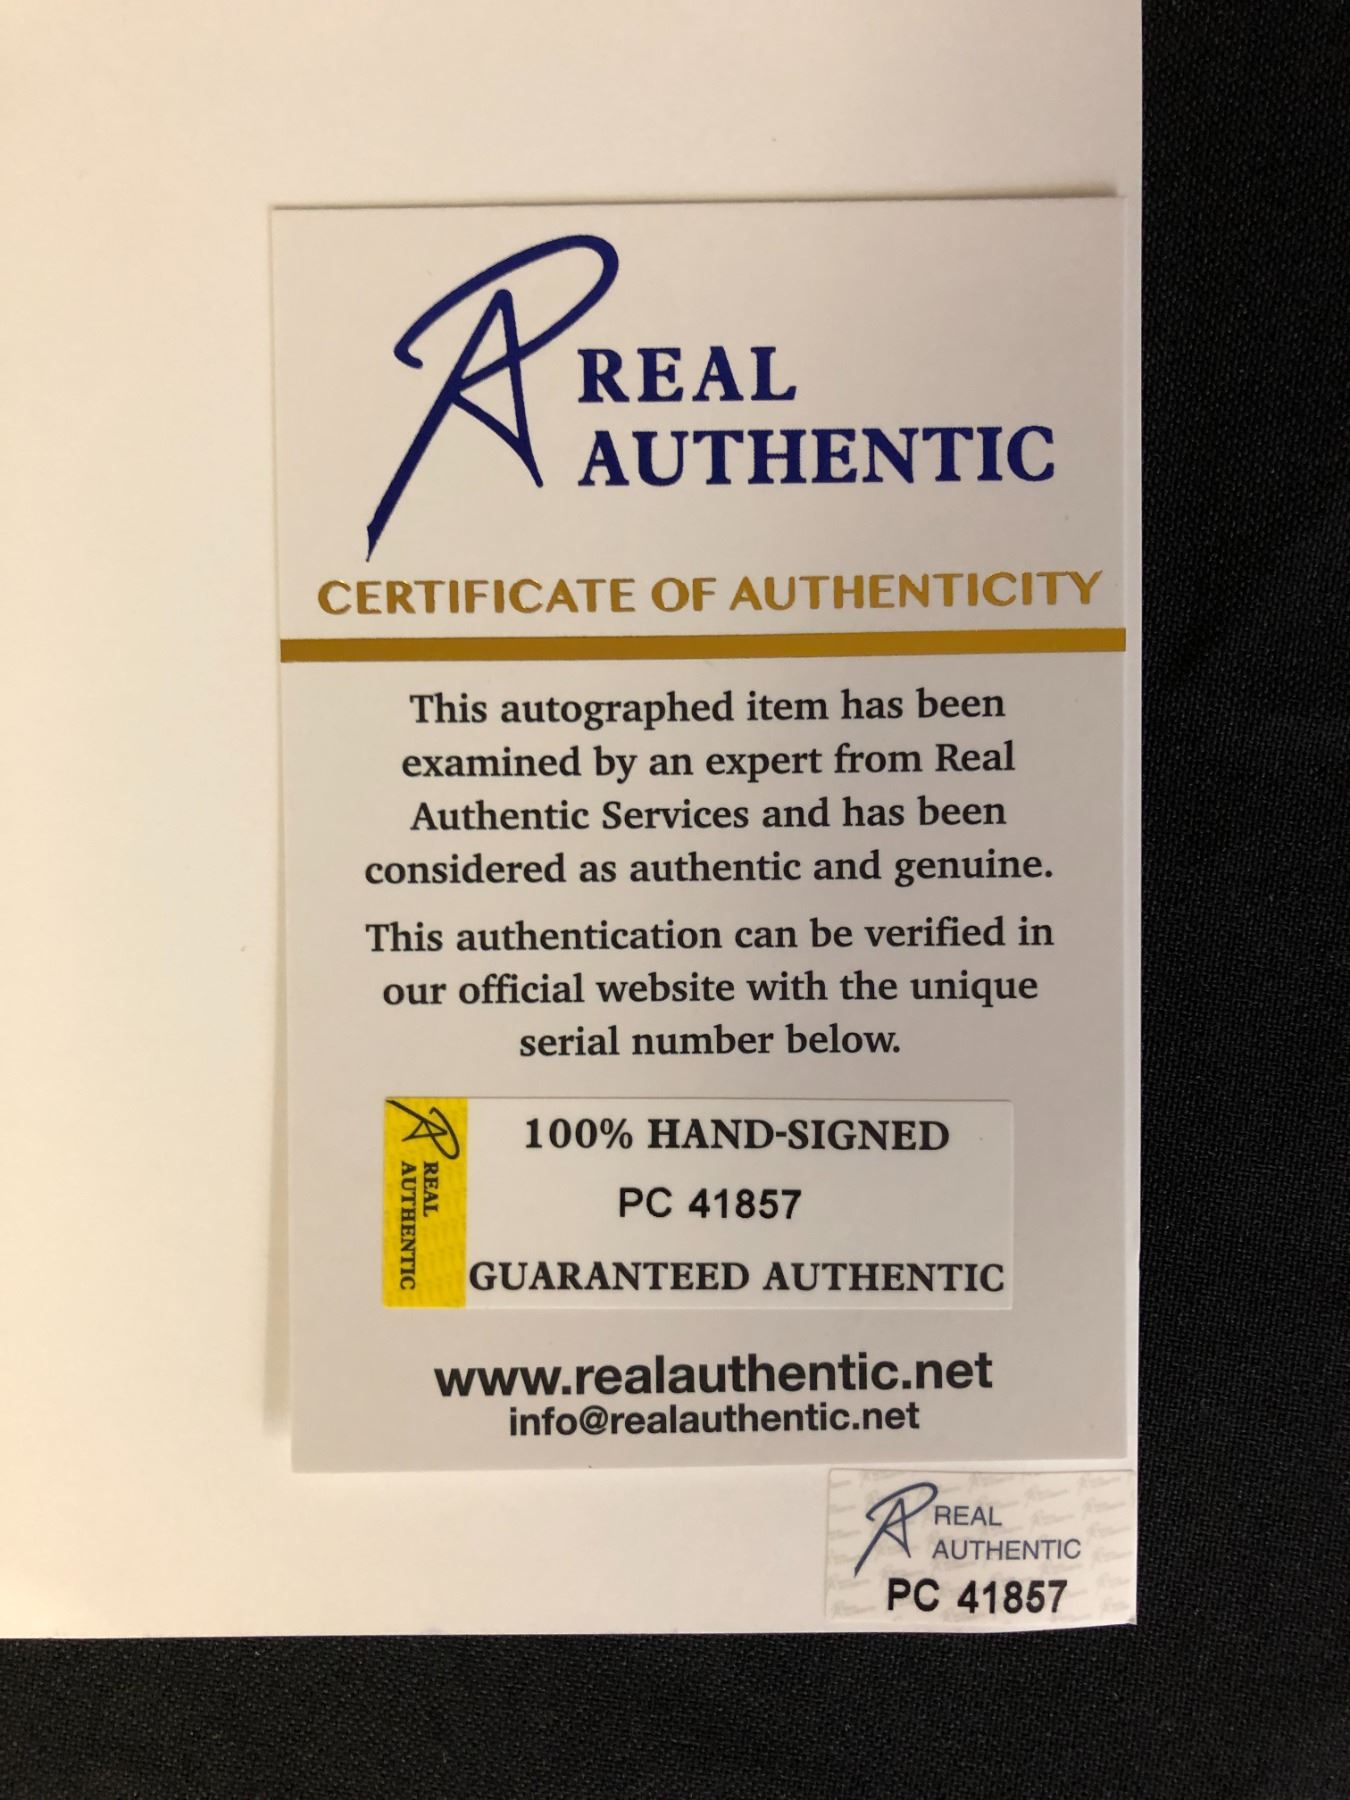 REAL
AUTHENTIC
CERTIFICATE OF AUTHENTICITY
This autographed item has been
examined by an expert from Real
Authentic Services and has been
considered as authentic and genuine.
This authentication can be verified in
our official website with the unique
serial number below.
REAL
AUTHENTIC
100% HAND-SIGNED
PC 41857
GUARANTEED AUTHENTIC
www.realauthentic.net
info@realauthentic.net
REAL
AUTHENTIC
PC 41857